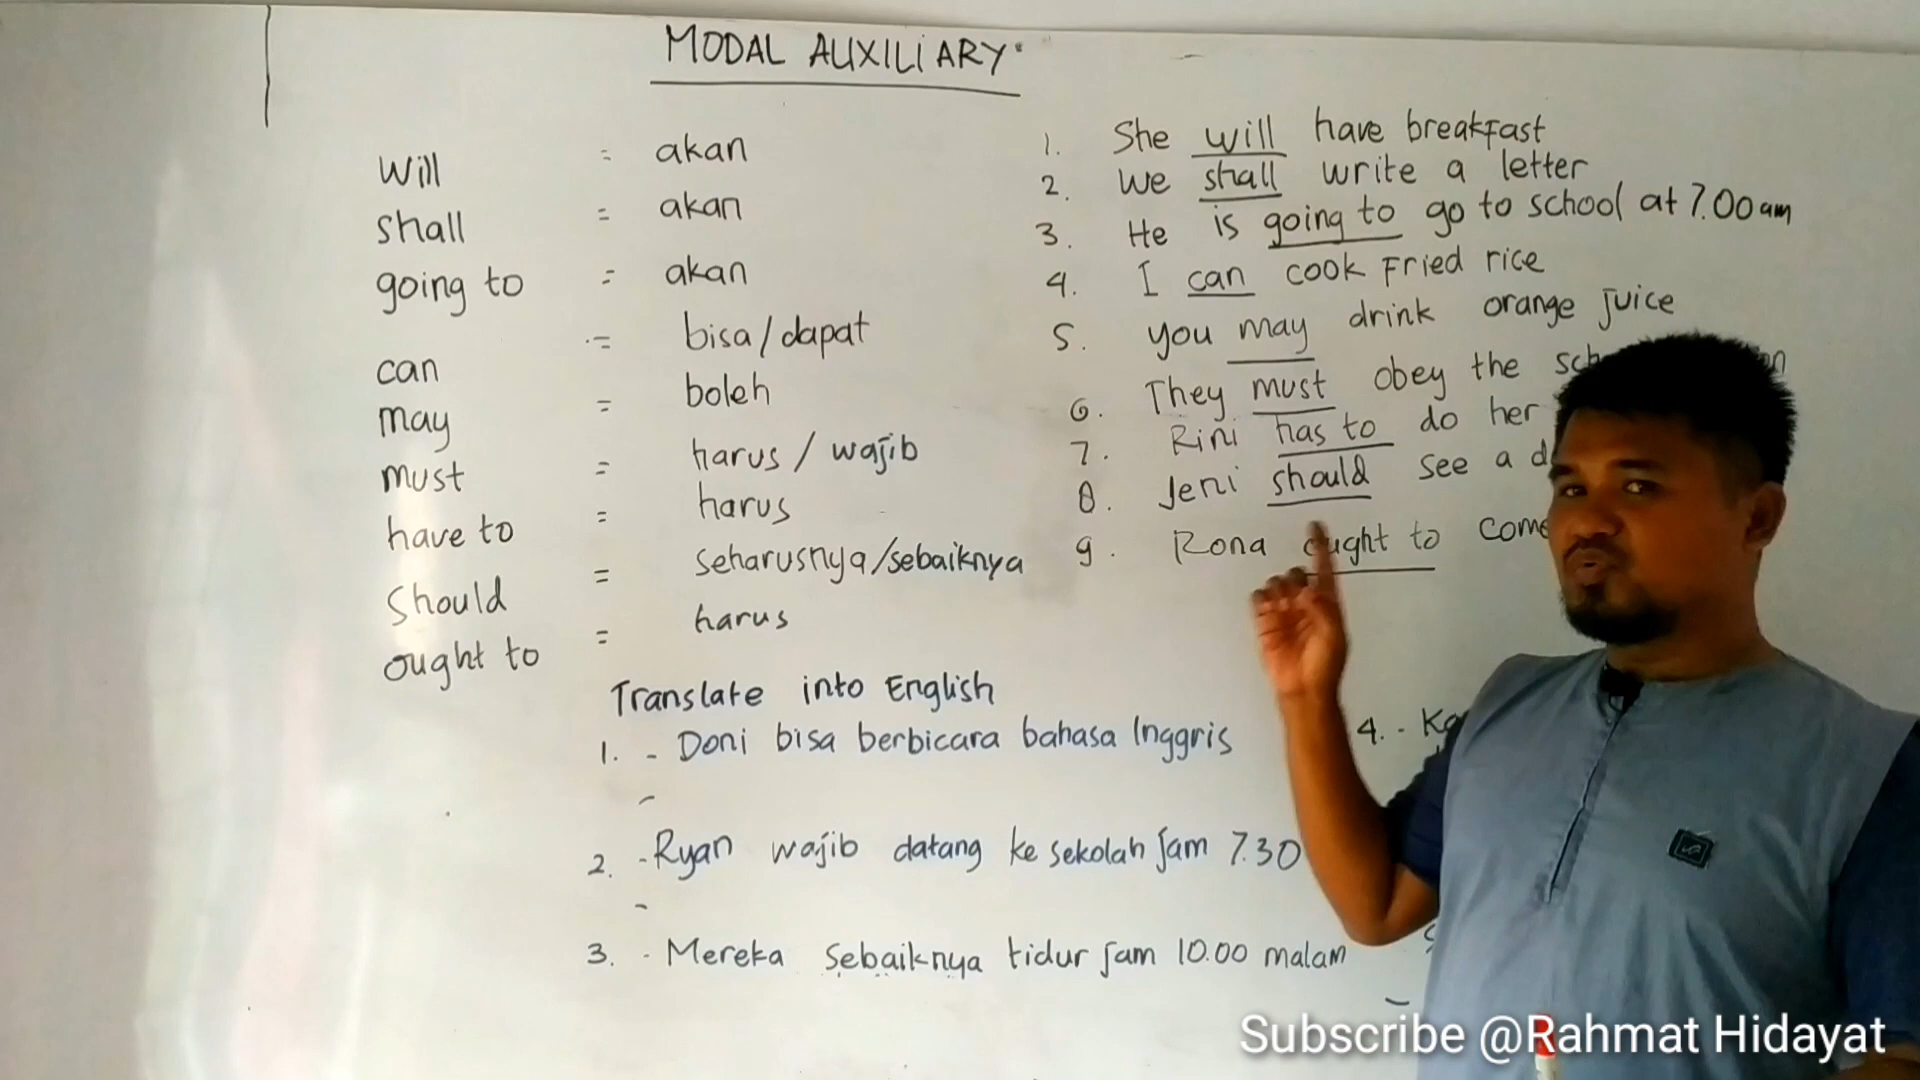 MODAL AUXILIARY
will = akan
shall = akan
going to = akan
can = bisa/dapat
may = boleh
must = harus / wajib
have to = harus
Should = seharusnya/sebaiknya
ought to = harus
1. She will have breakfast
2. We shall write a letter
3. He is going to go to school at 7.00 am
4. I can cook fried rice
5. you may drink orange juice
6. They must obey the
7. Rini has to do her
8. Jeni should see a
9. Rona ought to come
Translate into English
1. - Doni bisa berbicara bahasa Inggris
-
2. - Ryan wajib datang ke sekolah jam 7.30
-
3. - Mereka sebaiknya tidur jam 10.00 malam
4. -
Subscribe @Rahmat Hidayat